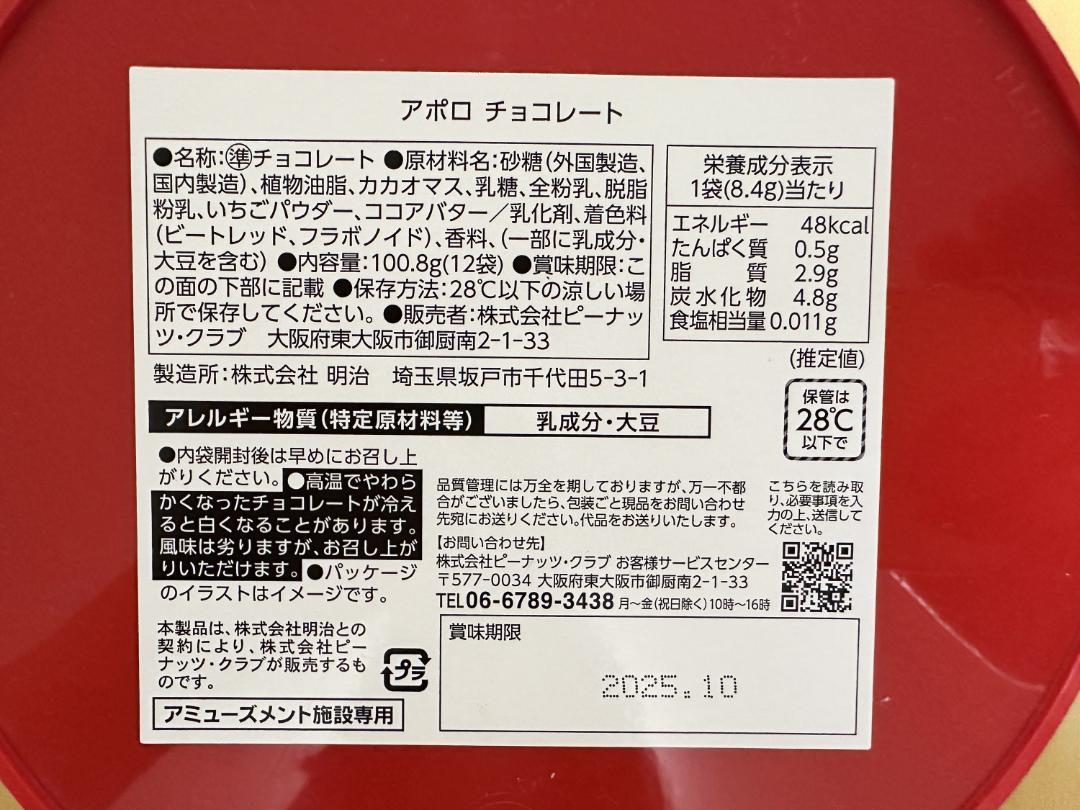 アポロ チョコレート
●名称:㊣準チョコレート ●原材料名:砂糖(外国製造、
国内製造)、植物油脂、カカオマス、乳糖、全粉乳、脱脂
粉乳、いちごパウダー、ココアバター／乳化剤、着色料
(ビートレッド、フラボノイド)、香料、(一部に乳成分・
大豆を含む) ●内容量:100.8g(12袋) ●賞味期限:こ
の面の下部に記載 ●保存方法:28℃以下の涼しい場
所で保存してください。 ●販売者:株式会社ピーナッ
ツ・クラブ 大阪府東大阪市御厨南2-1-33
栄養成分表示
1袋(8.4g)当たり
エネルギー 48kcal
たんぱく質 0.5g
脂質 2.9g
炭水化物 4.8g
食塩相当量 0.011g
(推定値)
製造所:株式会社 明治 埼玉県坂戸市千代田5-3-1
保管は
28℃
以下で
アレルギー物質(特定原材料等) 乳成分・大豆
●内袋開封後は早めにお召し上
がりください。●高温でやわら
かくなったチョコレートが冷え
ると白くなることがあります。
風味は劣りますが、お召し上が
りいただけます。●パッケージ
のイラストはイメージです。
品質管理には万全を期しておりますが、万一不都
合がございましたら、包装ごと現品をお問い合わせ
先宛にお送りください。代品をお送りいたします。
【お問い合わせ先】
株式会社ピーナッツ・クラブ お客様サービスセンター
〒577-0034 大阪府東大阪市御厨南2-1-33
TEL06-6789-3438 月～金(祝日除く)10時～16時
こちらを読み取
り、必要事項を入
力の上、送信して
ください。
本製品は、株式会社明治との
契約により、株式会社ピー
ナッツ・クラブが販売するも
のです。
プラ
アミューズメント施設専用
賞味期限
2025.10